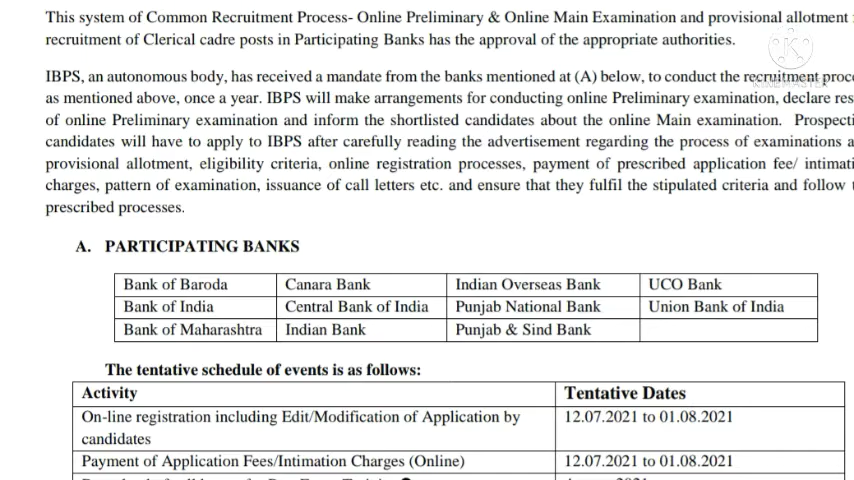 This system of Common Recruitment Process- Online Preliminary & Online Main Examination and provisional allotment
recruitment of Clerical cadre posts in Participating Banks has the approval of the appropriate authorities.
IBPS, an autonomous body, has received a mandate from the banks mentioned at (A) below, to conduct the recruitment proce
as mentioned above, once a year. IBPS will make arrangements for conducting online Preliminary examination, declare res
of online Preliminary examination and inform the shortlisted candidates about the online Main examination. Prospecti
candidates will have to apply to IBPS after carefully reading the advertisement regarding the process of examinations a
provisional allotment, eligibility criteria, online registration processes, payment of prescribed application fee/ intimati
charges, pattern of examination, issuance of call letters etc. and ensure that they fulfil the stipulated criteria and follow
prescribed processes.
A. PARTICIPATING BANKS
Bank of Baroda Canara Bank Indian Overseas Bank UCO Bank
Bank of India Central Bank of India Punjab National Bank Union Bank of India
Bank of Maharashtra Indian Bank Punjab & Sind Bank
The tentative schedule of events is as follows:
Activity Tentative Dates
On-line registration including Edit/Modification of Application by 12.07.2021 to 01.08.2021
candidates
Payment of Application Fees/Intimation Charges (Online) 12.07.2021 to 01.08.2021
KINEMASTER